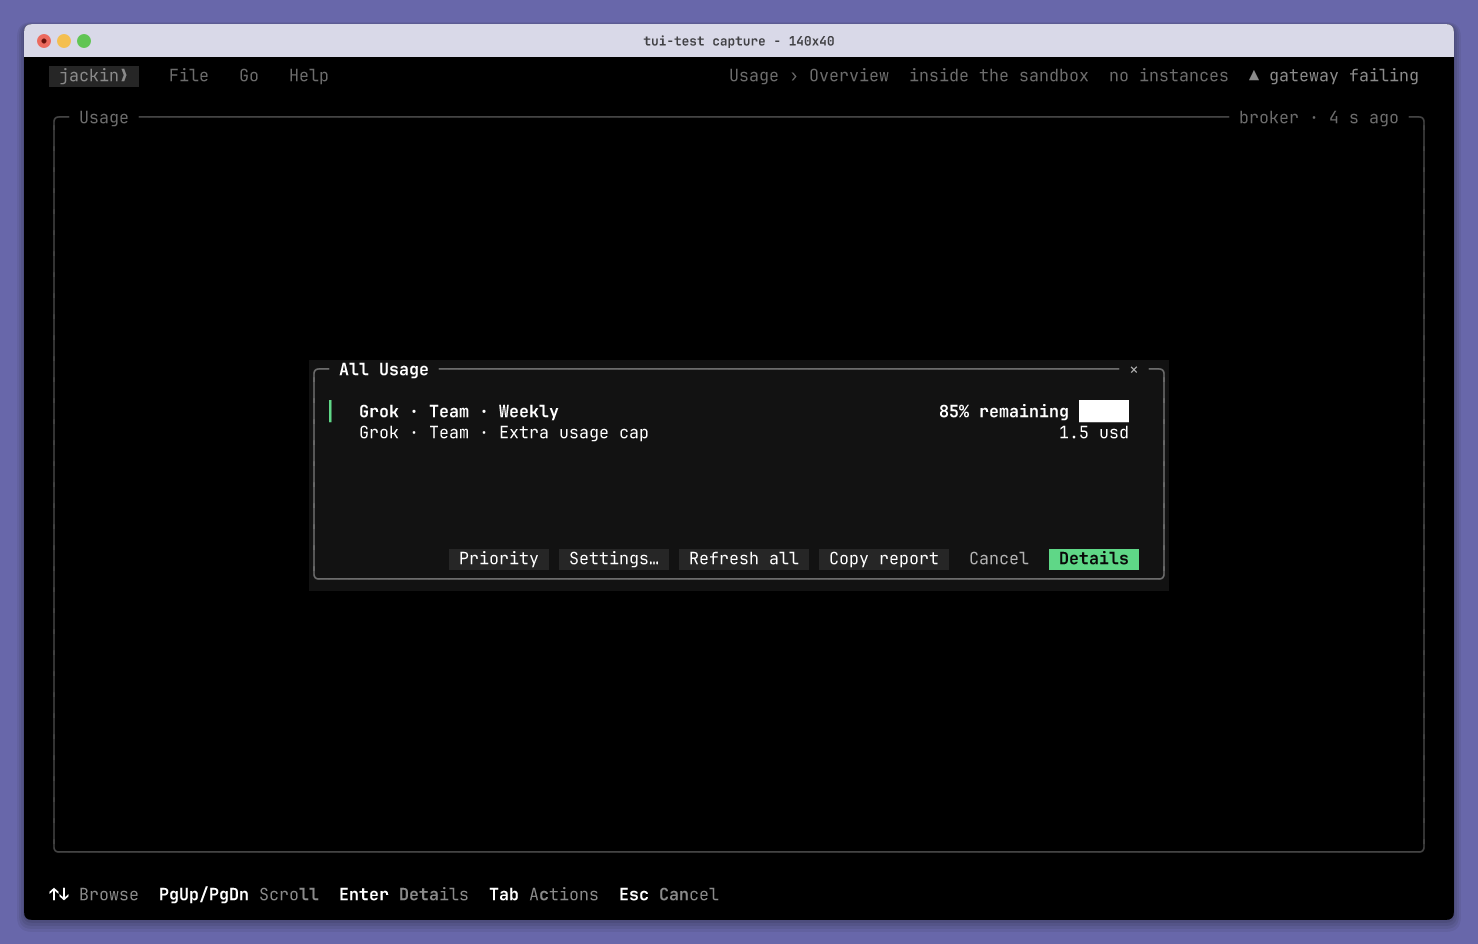 tui-test capture - 140x40
jackin⟩ File Go Help Usage › Overview inside the sandbox no instances ▲ gateway failing
Usage broker · 4 s ago
All Usage ×
Grok · Team · Weekly 85% remaining
Grok · Team · Extra usage cap 1.5 usd
Priority Settings… Refresh all Copy report Cancel Details
↑↓ Browse PgUp/PgDn Scroll Enter Details Tab Actions Esc Cancel